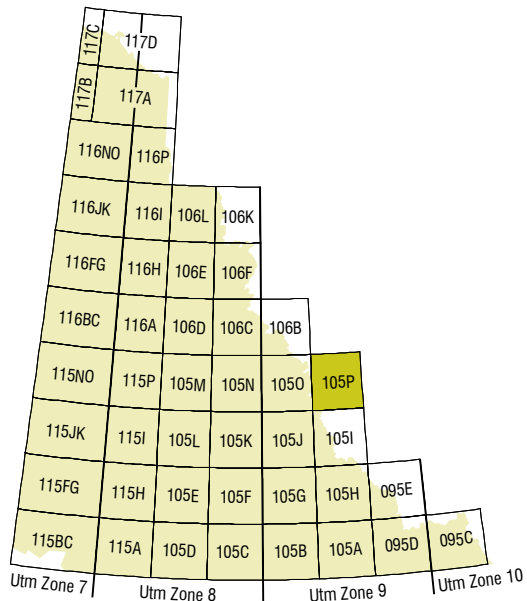 117C
117D
117B
117A
116NO
116P
116JK
116I
106L
106K
116FG
116H
106E
106F
116BC
116A
106D
106C
106B
115NO
115P
105M
105N
105O
105P
115JK
115I
105L
105K
105J
105I
115FG
115H
105E
105F
105G
105H
095E
115BC
115A
105D
105C
105B
105A
095D
095C
Utm Zone 7
Utm Zone 8
Utm Zone 9
Utm Zone 10